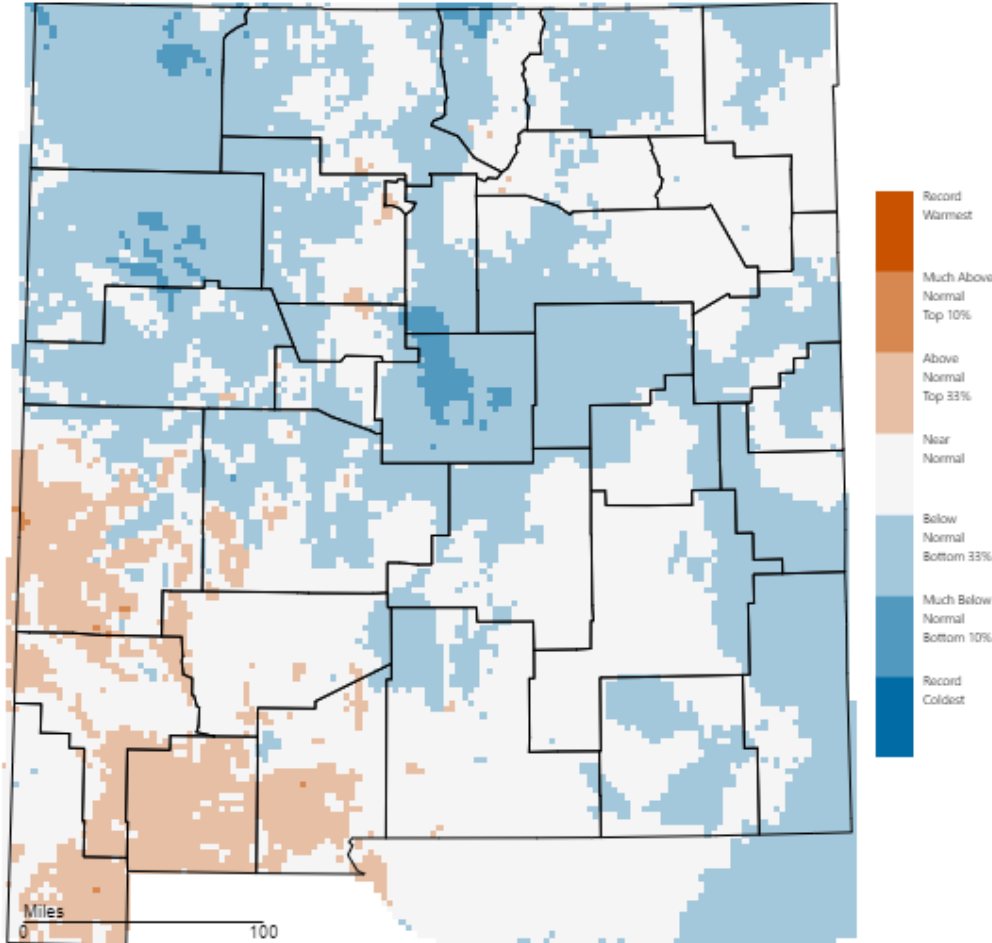 Record
Warmest
Much Above
Normal
Top 10%
Above
Normal
Top 33%
Near
Normal
Below
Normal
Bottom 33%
Much Below
Normal
Bottom 10%
Record
Coldest
Miles
0 100